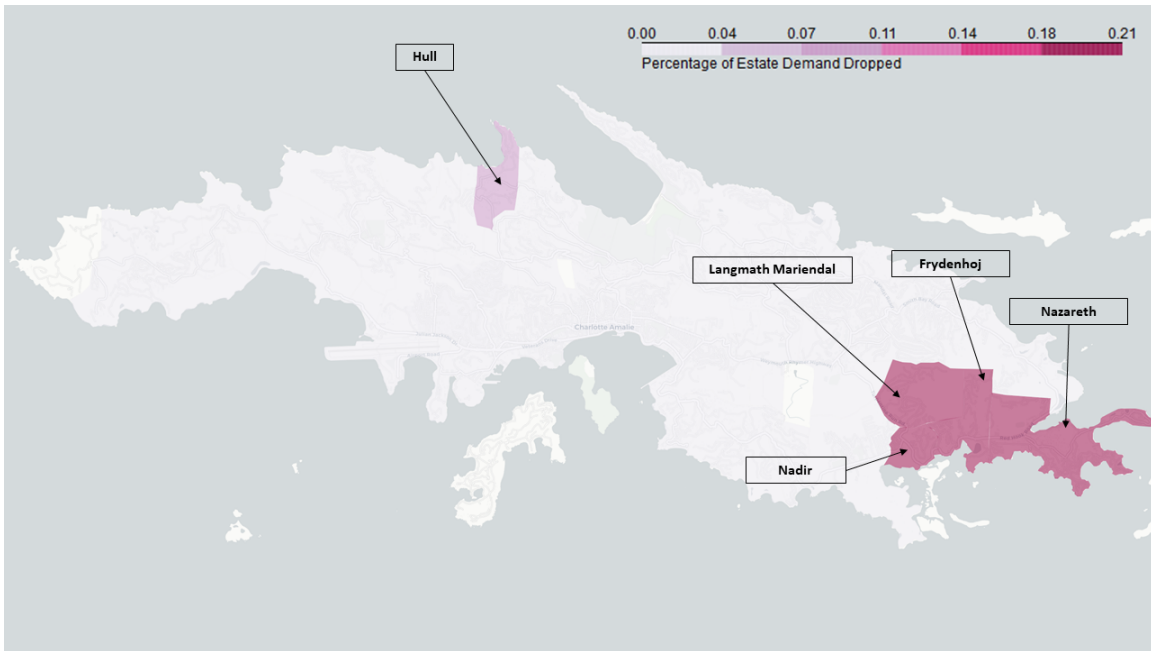 0.00 0.04 0.07 0.11 0.14 0.18 0.21
Percentage of Estate Demand Dropped
Hull
Langmath Mariendal
Frydenhoj
Nazareth
Charlotte Amalie
Nadir